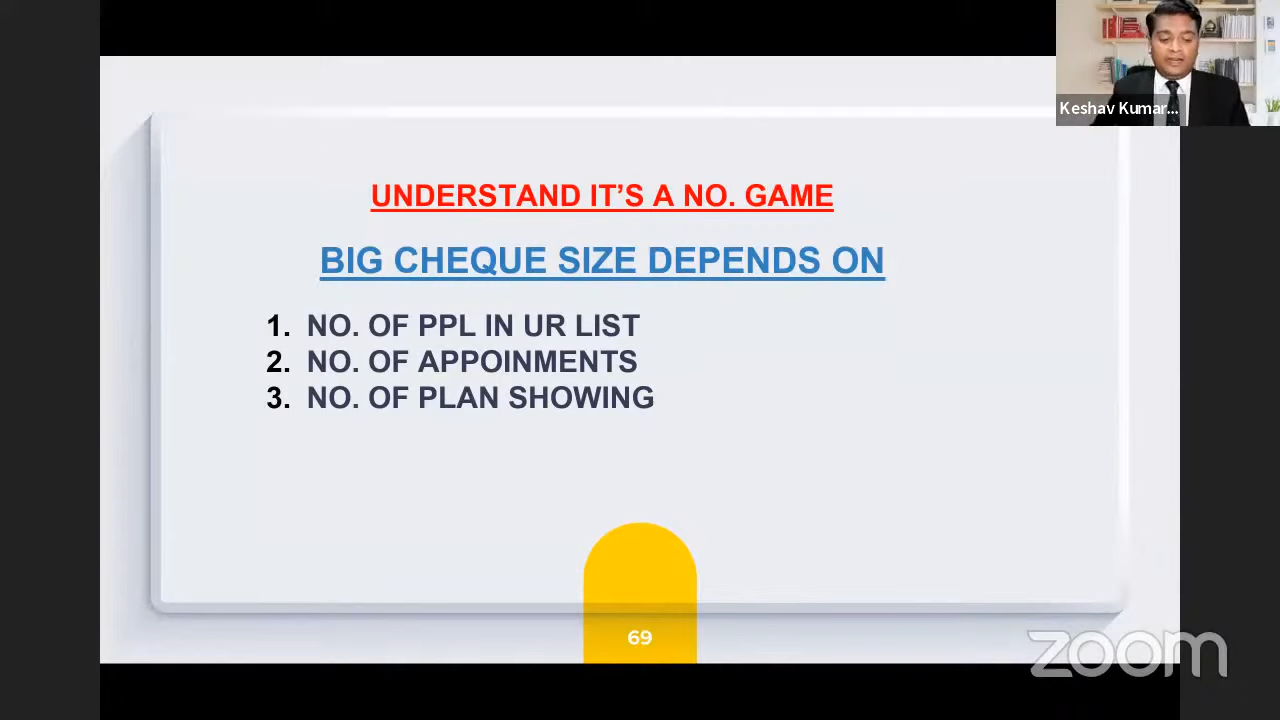 Keshav Kumar...
UNDERSTAND IT’S A NO. GAME
BIG CHEQUE SIZE DEPENDS ON
1. NO. OF PPL IN UR LIST
2. NO. OF APPOINMENTS
3. NO. OF PLAN SHOWING
69
zoom